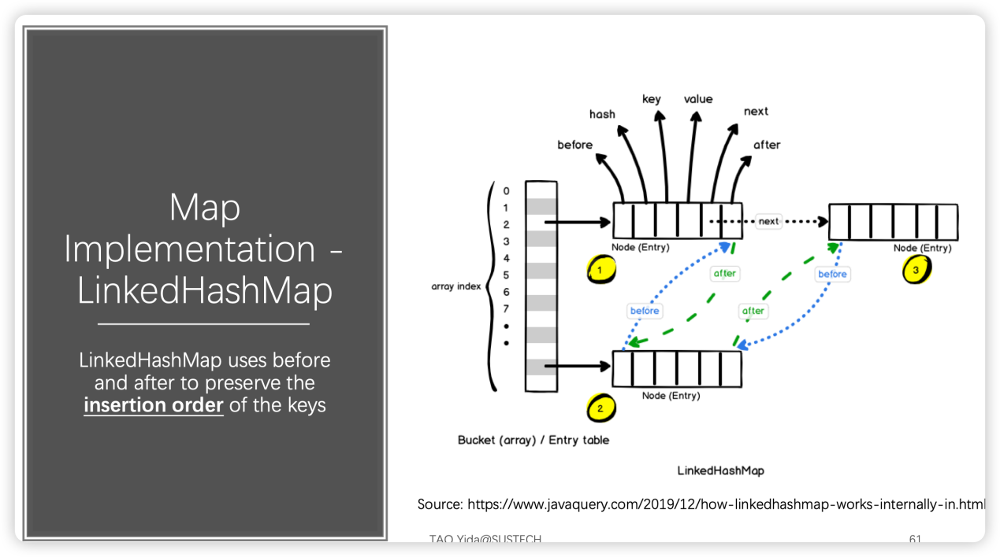 Map
Implementation -
LinkedHashMap
LinkedHashMap uses before
and after to preserve the
insertion order of the keys
before
hash
key
value
next
after
array index
0
1
2
3
4
5
6
7
next
Node (Entry)
1
Node (Entry)
3
after
before
before
after
Node (Entry)
2
Bucket (array) / Entry table
LinkedHashMap
Source: https://www.javaquery.com/2019/12/how-linkedhashmap-works-internally-in.html
TAO Yida@SUSTECH
61